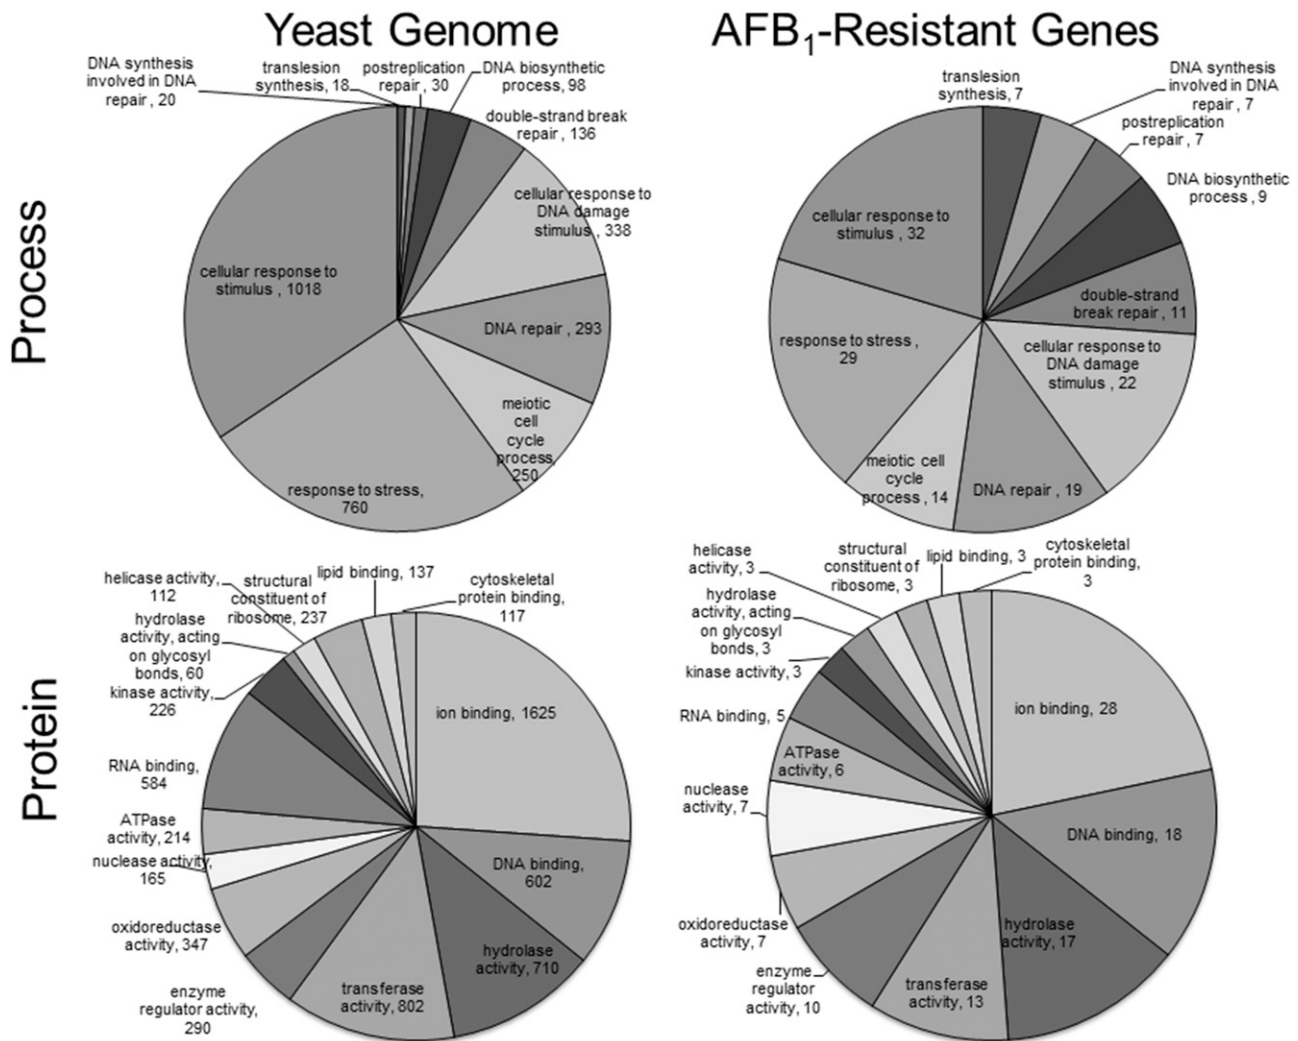 Yeast Genome
AFB₁-Resistant Genes
Process
Protein
DNA synthesis
involved in DNA
repair , 20
translesion
synthesis, 18
postreplication
repair , 30
DNA biosynthetic
process, 98
double-strand break
repair , 136
cellular response to
DNA damage
stimulus , 338
DNA repair , 293
meiotic
cell
cycle
process,
250
response to stress,
760
cellular response to
stimulus , 1018
translesion
synthesis, 7
DNA synthesis
involved in DNA
repair , 7
postreplication
repair , 7
DNA biosynthetic
process , 9
double-strand
break repair , 11
cellular response to
DNA damage
stimulus , 22
DNA repair , 19
meiotic cell
cycle
process , 14
response to stress ,
29
cellular response to
stimulus , 32
helicase activity,
112
structural
constituent of
ribosome, 237
lipid binding, 137
cytoskeletal
protein binding,
117
hydrolase
activity, acting
on glycosyl
bonds, 60
kinase activity,
226
RNA binding,
584
ATPase
activity, 214
nuclease activity,
165
oxidoreductase
activity, 347
enzyme
regulator activity,
290
transferase
activity, 802
hydrolase
activity, 710
DNA binding,
602
ion binding, 1625
helicase
activity, 3
structural
constituent of
ribosome, 3
lipid binding, 3
cytoskeletal
protein binding,
3
hydrolase
activity, acting
on glycosyl
bonds, 3
kinase activity, 3
RNA binding, 5
ATPase
activity, 6
nuclease
activity, 7
oxidoreductase
activity, 7
enzyme
regulator
activity, 10
transferase
activity, 13
hydrolase
activity, 17
DNA binding, 18
ion binding, 28